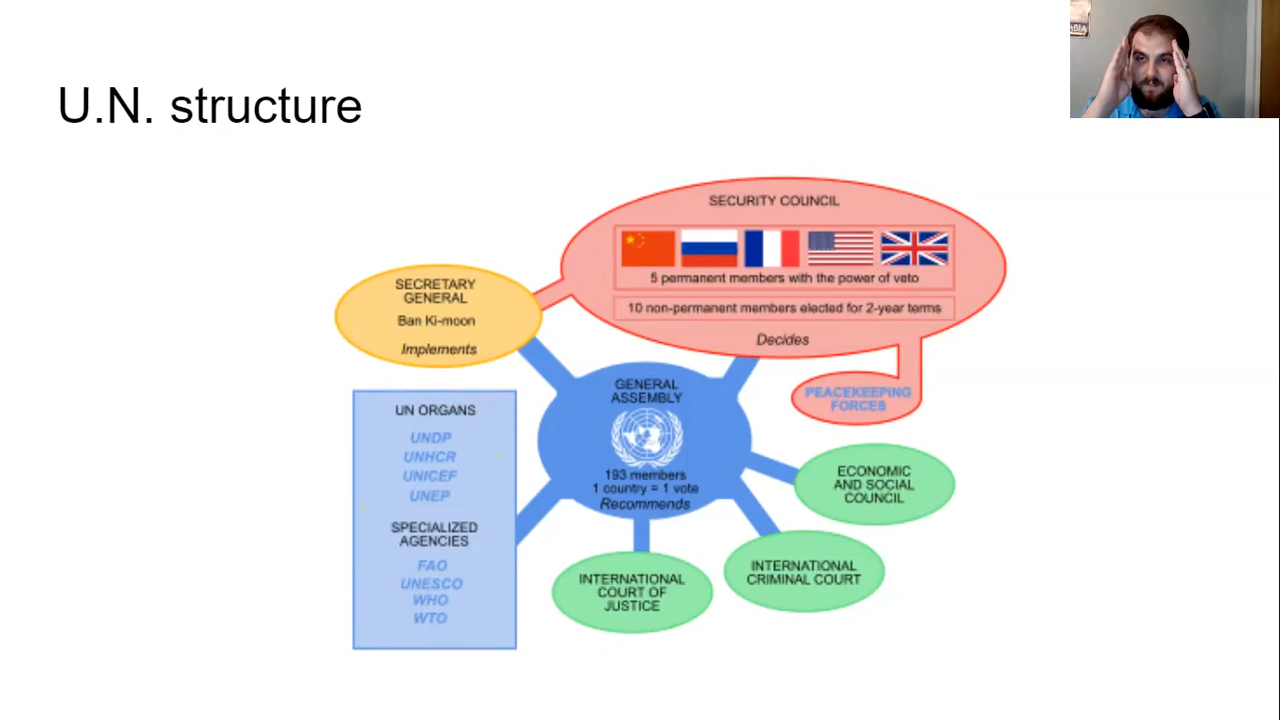 U.N. structure
SECURITY COUNCIL
5 permanent members with the power of veto
10 non-permanent members elected for 2-year terms
Decides
SECRETARY
GENERAL
Ban Ki-moon
Implements
PEACEKEEPING
FORCES
GENERAL
ASSEMBLY
193 members
1 country = 1 vote
Recommends
UN ORGANS
UNDP
UNHCR
UNICEF
UNEP
SPECIALIZED
AGENCIES
FAO
UNESCO
WHO
WTO
ECONOMIC
AND SOCIAL
COUNCIL
INTERNATIONAL
CRIMINAL COURT
INTERNATIONAL
COURT OF
JUSTICE